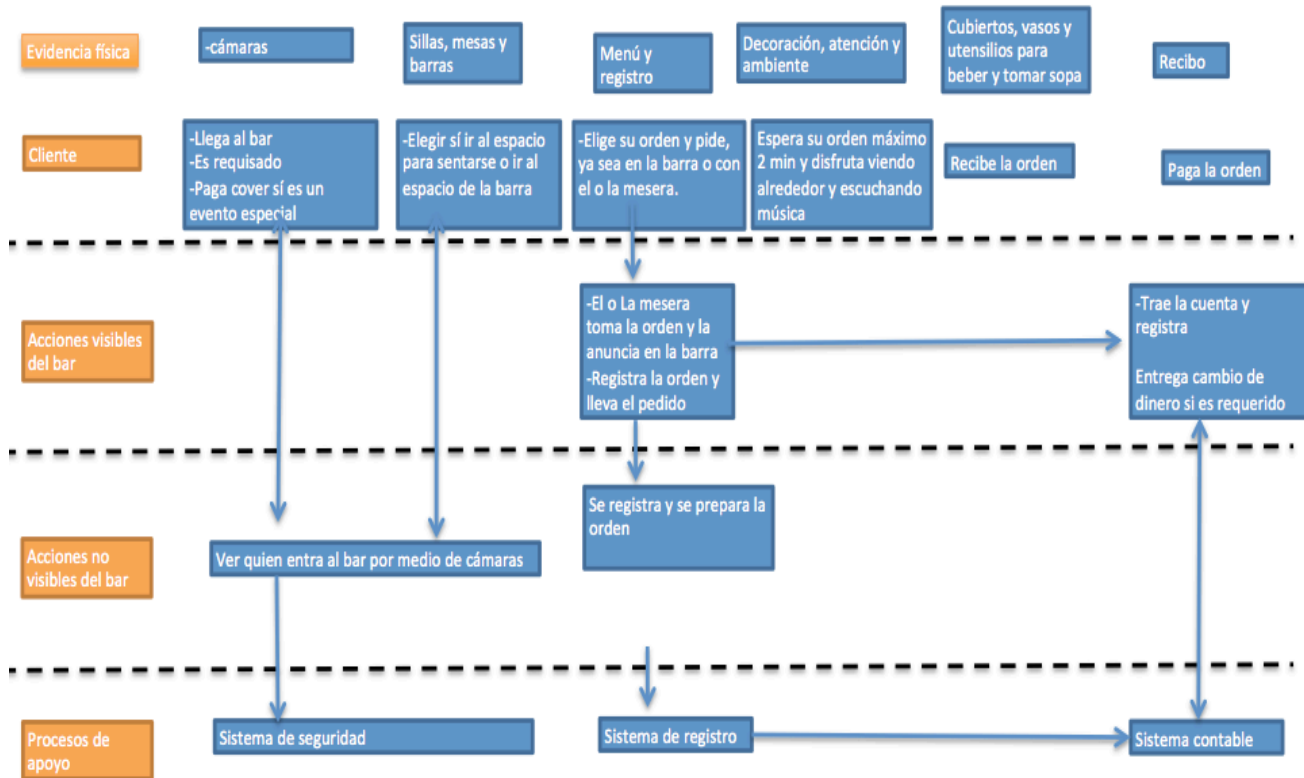 Evidencia física
-cámaras
Sillas, mesas y
barras
Menú y
registro
Decoración, atención y
ambiente
Cubiertos, vasos y
utensilios para
beber y tomar sopa
Recibo
Cliente
-Llega al bar
-Es requisado
-Paga cover sí es un
evento especial
-Elegir sí ir al espacio
para sentarse o ir al
espacio de la barra
-Elige su orden y pide,
ya sea en la barra o con
el o la mesera.
Espera su orden máximo
2 min y disfruta viendo
alrededor y escuchando
música
Recibe la orden
Paga la orden
Acciones visibles
del bar
-El o La mesera
toma la orden y la
anuncia en la barra
-Registra la orden y
lleva el pedido
-Trae la cuenta y
registra
Entrega cambio de
dinero si es requerido
Acciones no
visibles del bar
Ver quien entra al bar por medio de cámaras
Se registra y se prepara la
orden
Procesos de
apoyo
Sistema de seguridad
Sistema de registro
Sistema contable